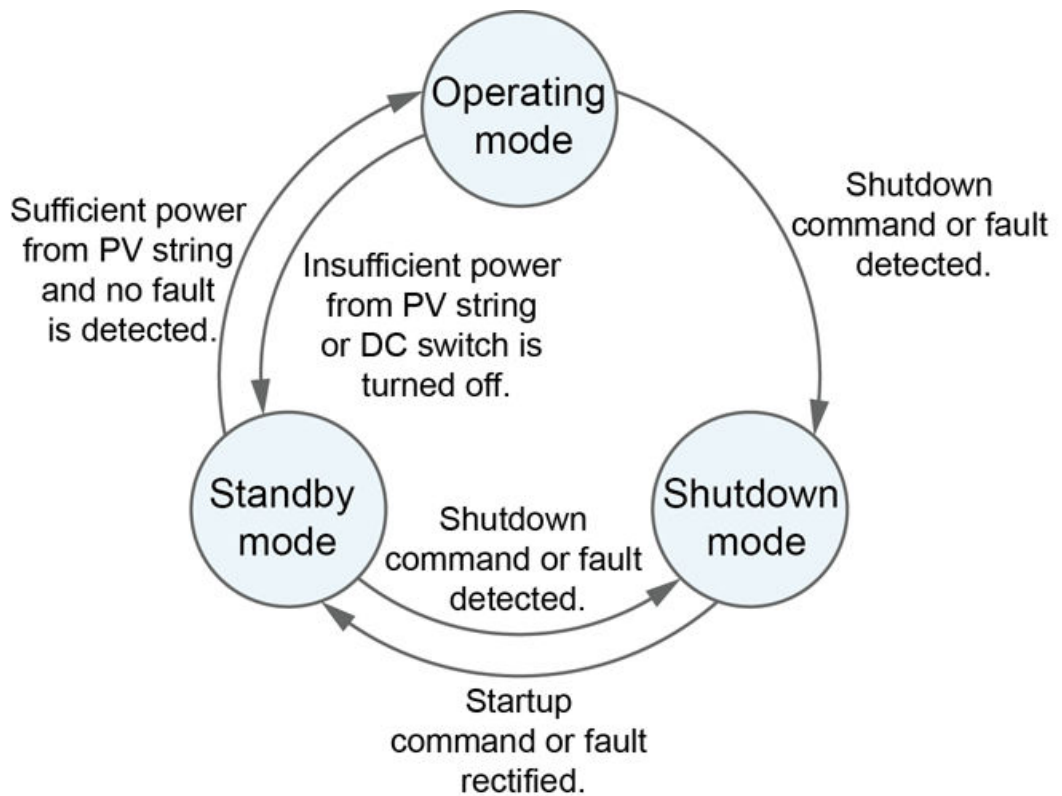 Operating
mode
Shutdown
command or fault
detected.
Sufficient power
from PV string
and no fault
is detected.
Insufficient power
from PV string
or DC switch is
turned off.
Standby
mode
Shutdown
command or fault
detected.
Shutdown
mode
Startup
command or fault
rectified.